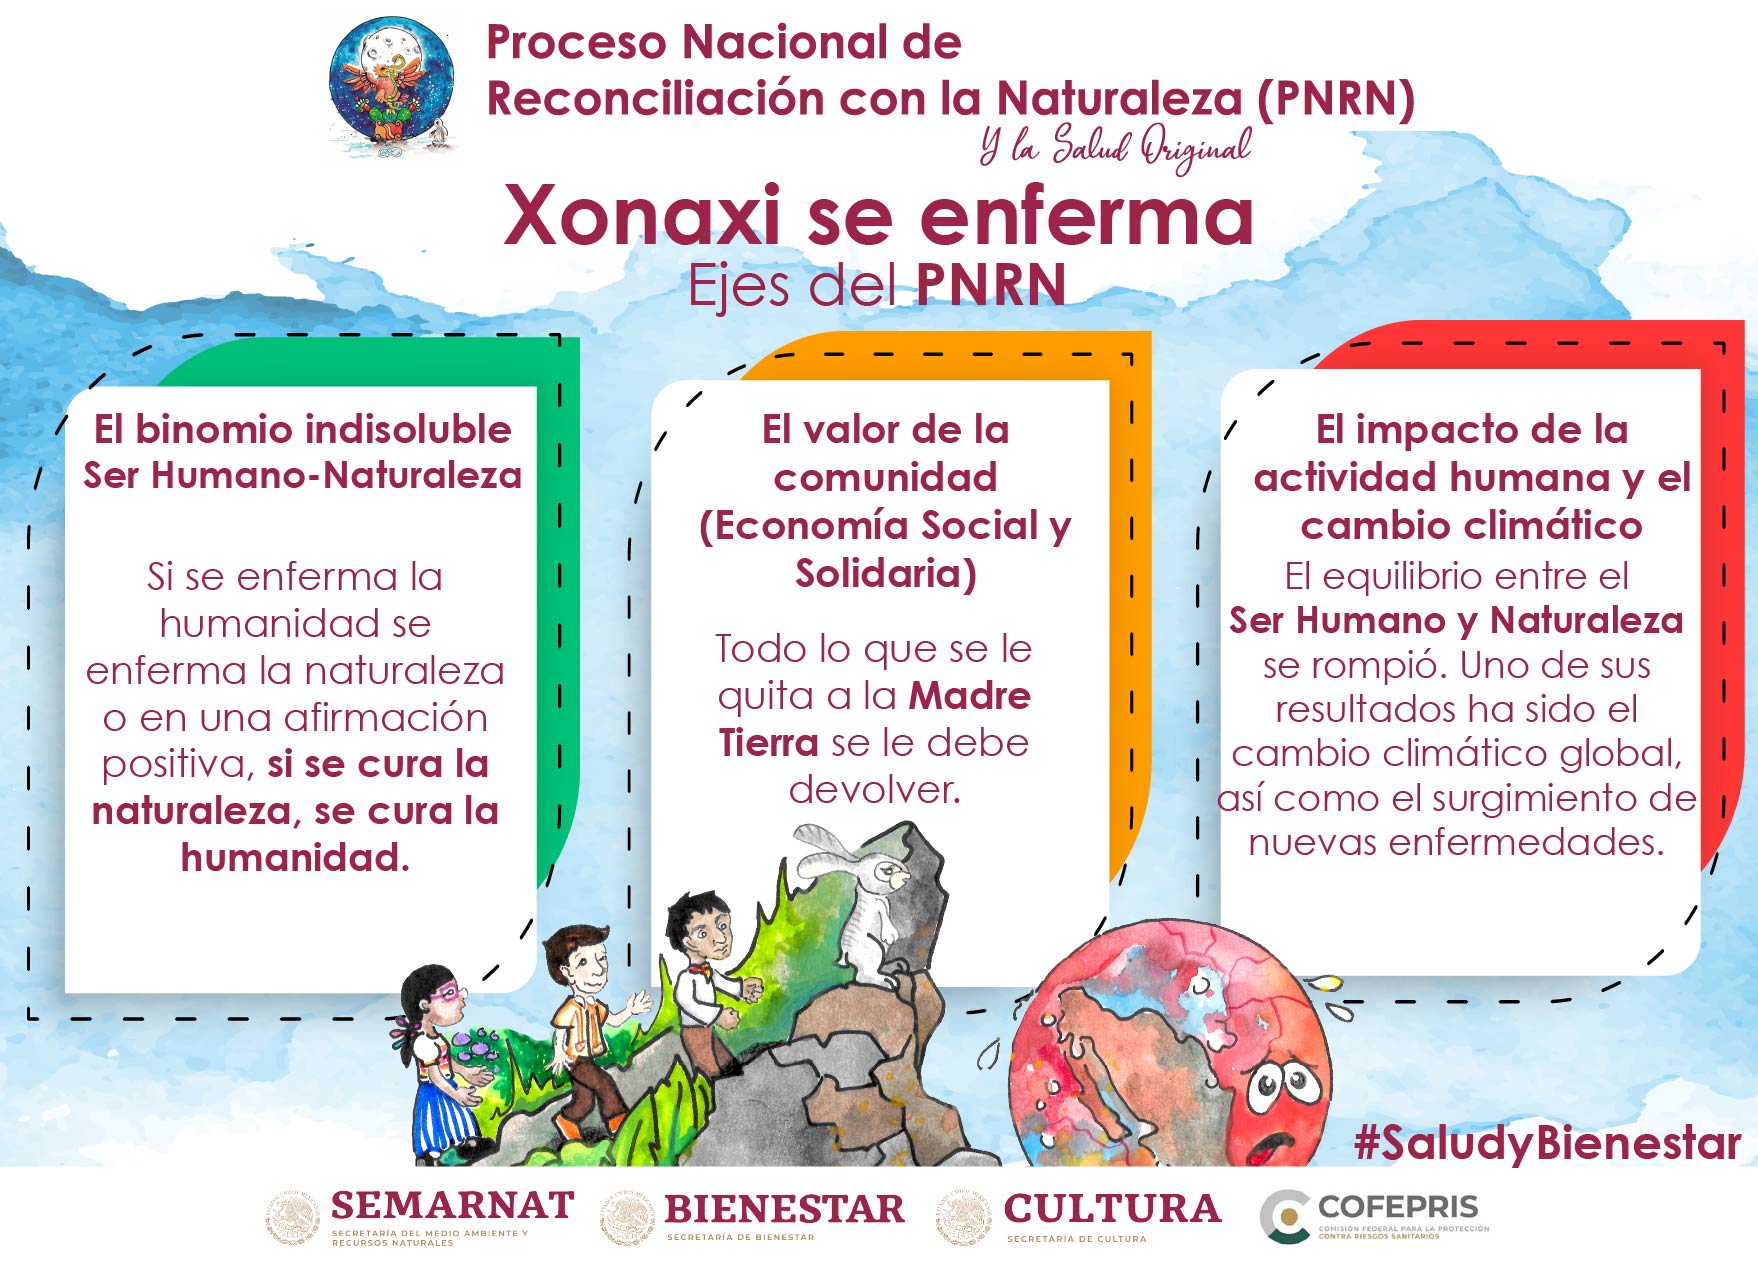 Proceso Nacional de
Reconciliación con la Naturaleza (PNRN)
Y la Salud Original
Xonaxi se enferma
Ejes del PNRN
El binomio indisoluble
Ser Humano-Naturaleza
Si se enferma la
humanidad se
enferma la naturaleza
o en una afirmación
positiva, si se cura la
naturaleza, se cura la
humanidad.
El valor de la
comunidad
(Economía Social y
Solidaria)
Todo lo que se le
quita a la Madre
Tierra se le debe
devolver.
El impacto de la
actividad humana y el
cambio climático
El equilibrio entre el
Ser Humano y Naturaleza
se rompió. Uno de sus
resultados ha sido el
cambio climático global,
así como el surgimiento de
nuevas enfermedades.
#SaludyBienestar
SEMARNAT
SECRETARÍA DEL MEDIO AMBIENTE Y
RECURSOS NATURALES
BIENESTAR
SECRETARÍA DE BIENESTAR
CULTURA
SECRETARÍA DE CULTURA
COFEPRIS
COMISIÓN FEDERAL PARA LA PROTECCIÓN
CONTRA RIESGOS SANITARIOS